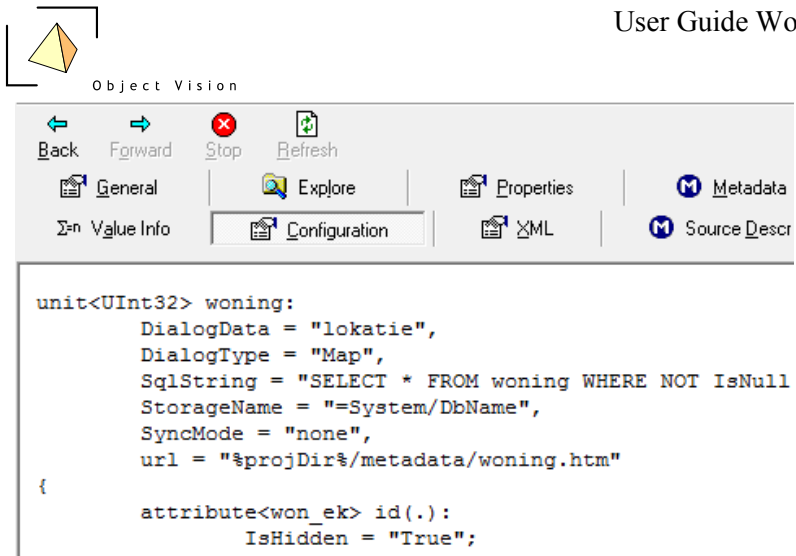 User Guide Wo
Object Vision
Back Forward Stop Refresh
General Explore Properties Metadata
Σ=n Value Info Configuration XML Source Descr
unit<UInt32> woning:
DialogData = "lokatie",
DialogType = "Map",
SqlString = "SELECT * FROM woning WHERE NOT IsNull
StorageName = "=System/DbName",
SyncMode = "none",
url = "%projDir%/metadata/woning.htm"
{
attribute<won_ek> id(.):
IsHidden = "True";